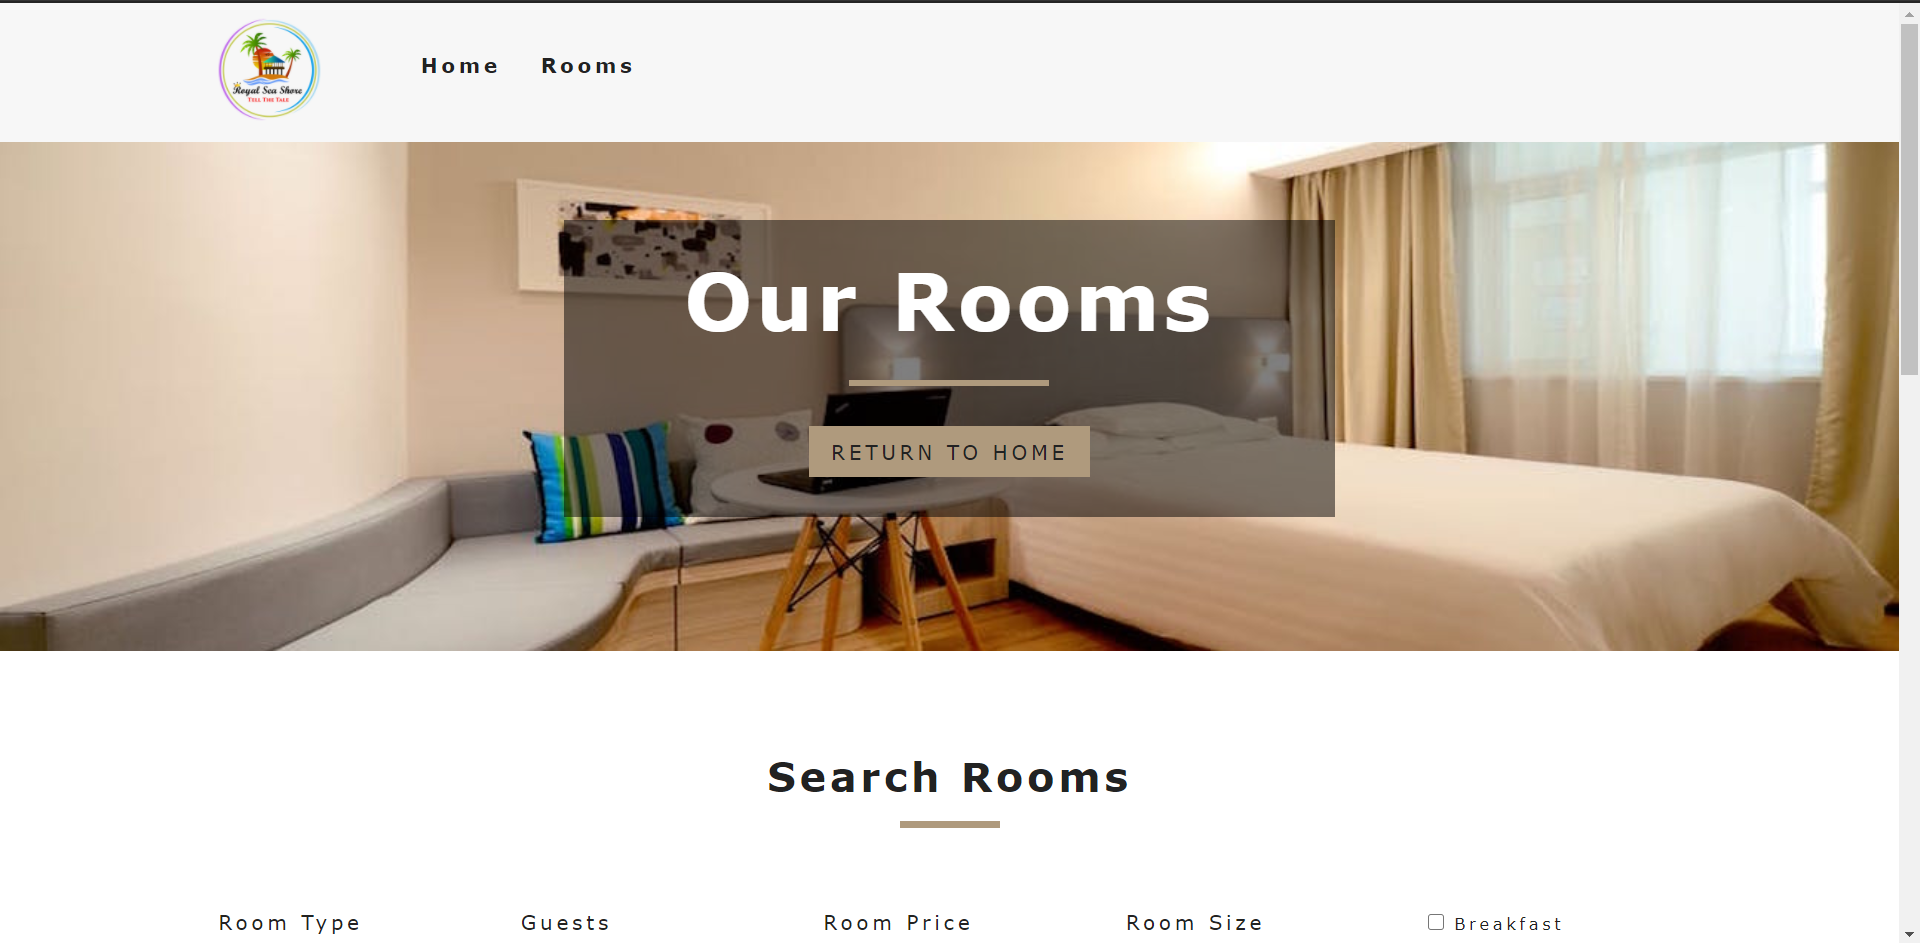 Royal Sea Shore
TELL THE TALE
Home Rooms
Our Rooms
RETURN TO HOME
Search Rooms
Room Type Guests Room Price Room Size Breakfast